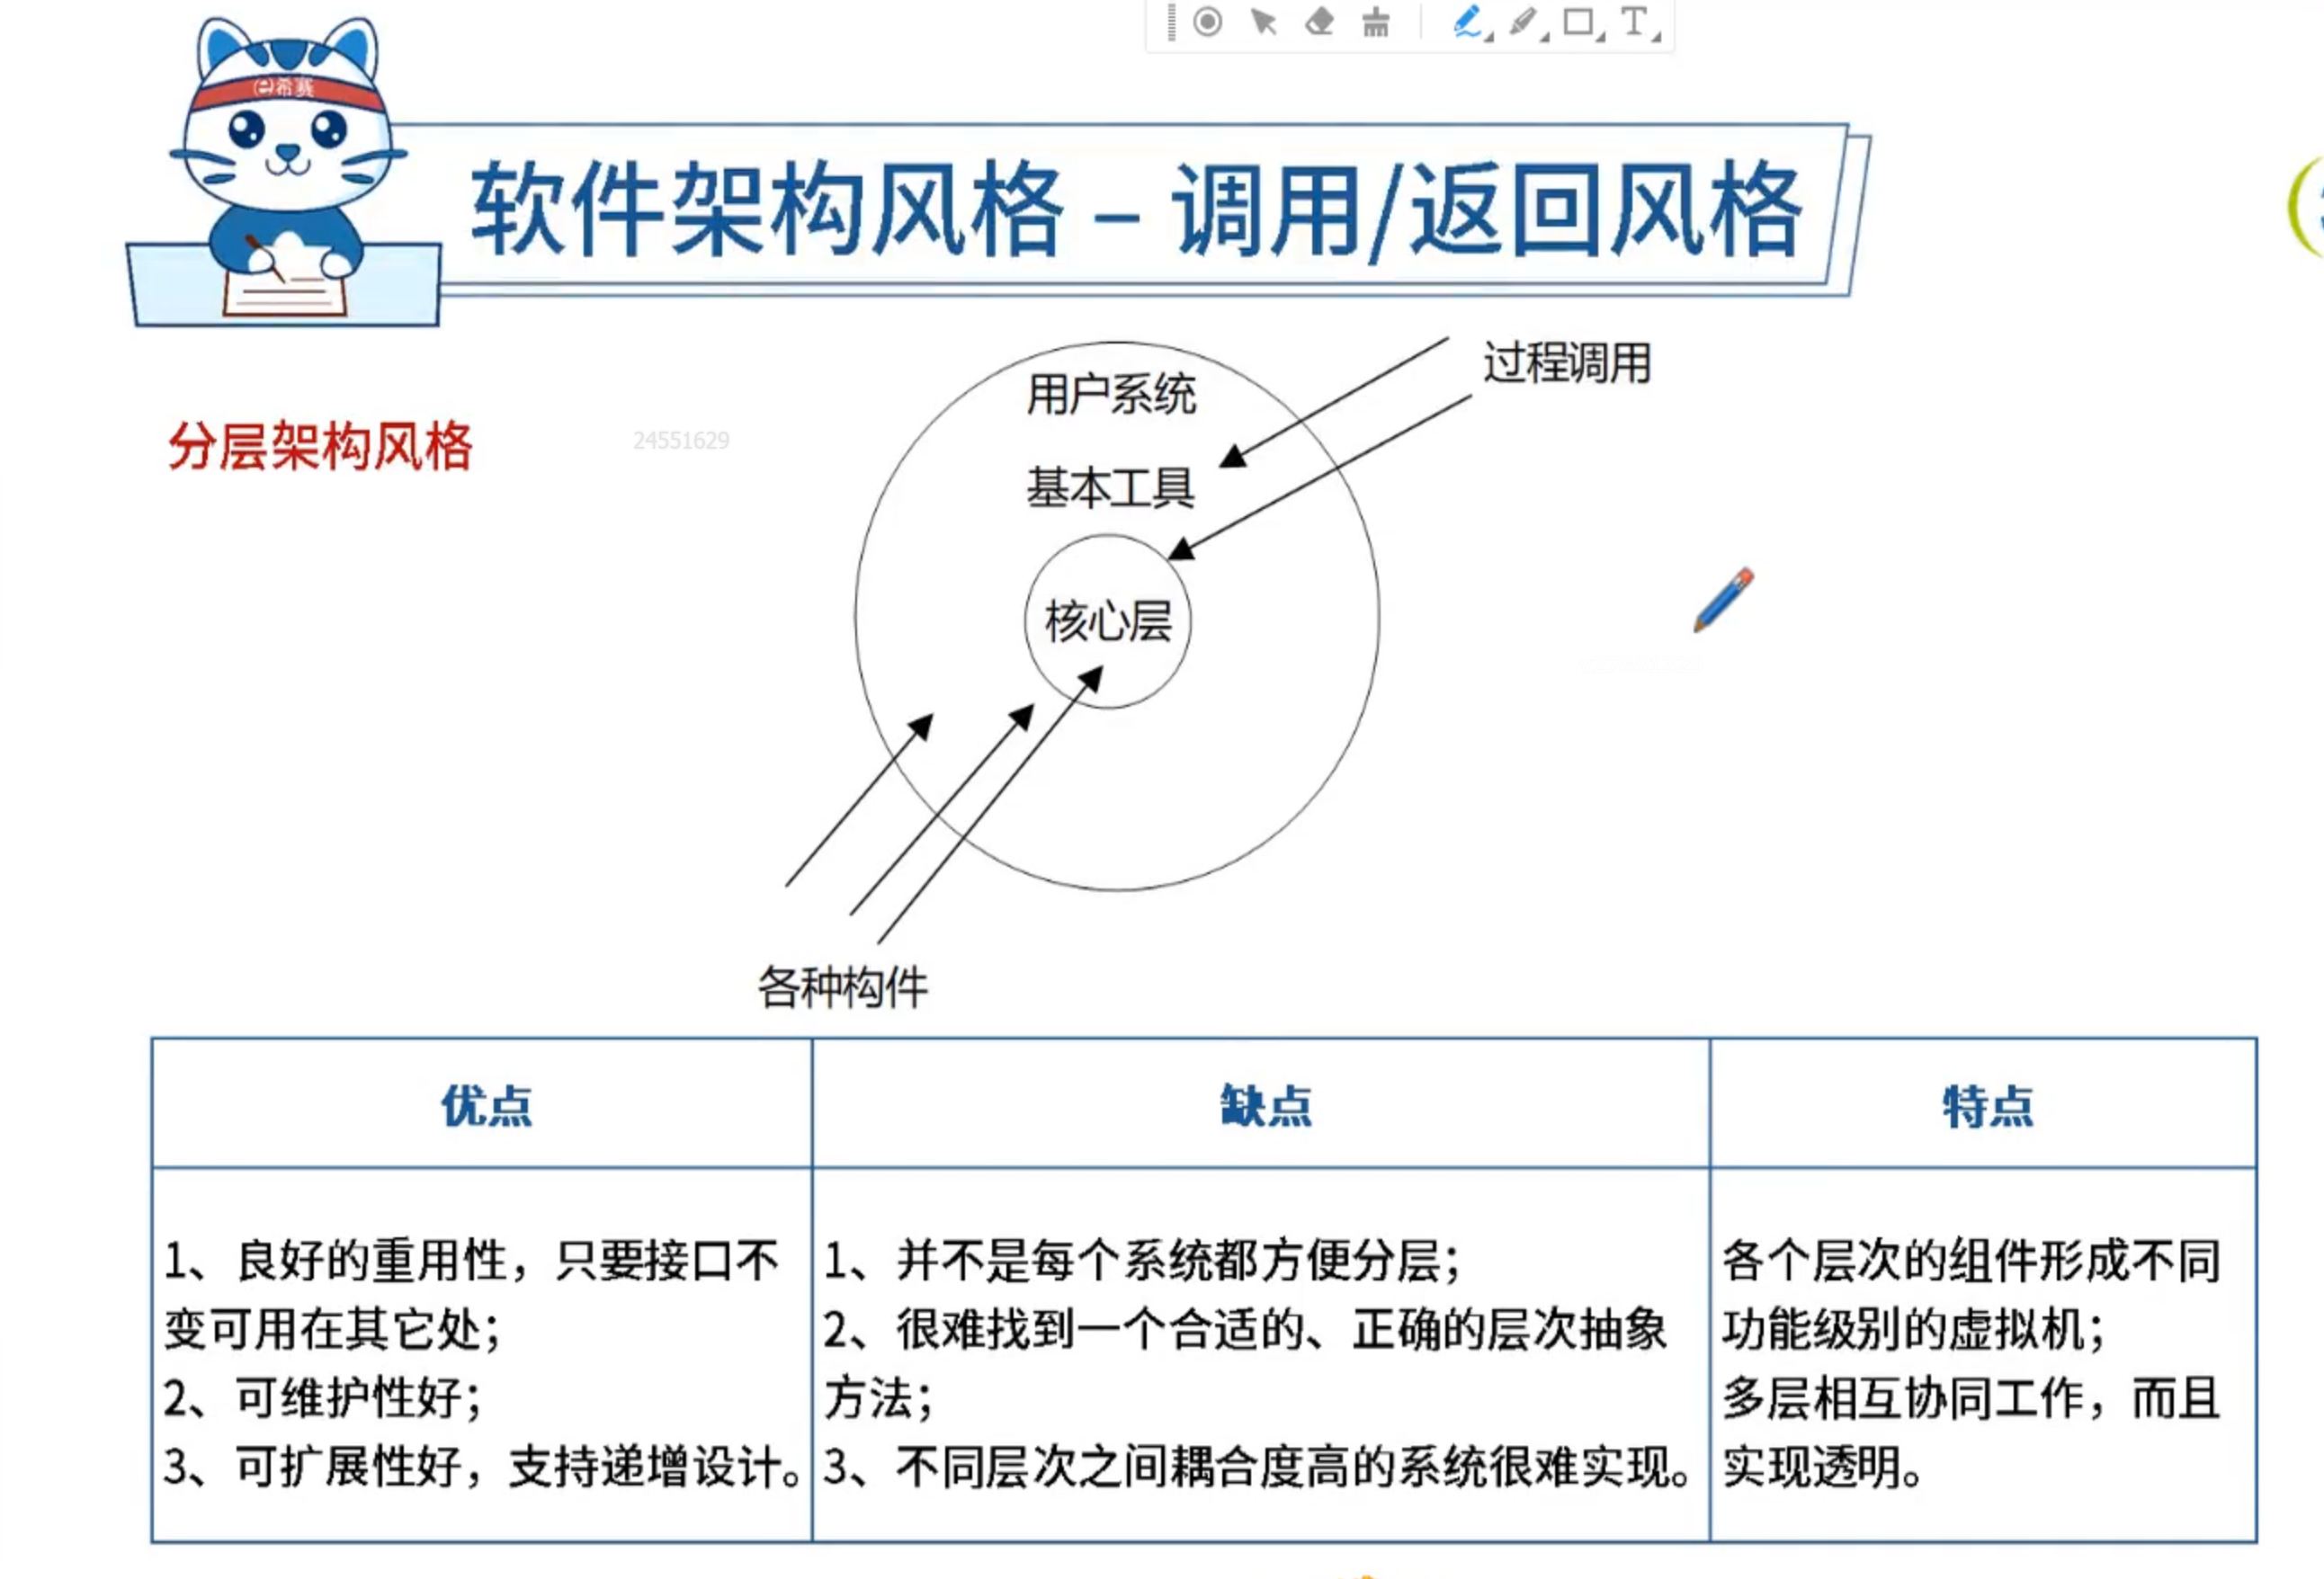 希赛
软件架构风格 – 调用/返回风格
过程调用
用户系统
分层架构风格
24551629
基本工具
核心层
各种构件
优点
缺点
特点
1、良好的重用性，只要接口不
变可用在其它处；
2、可维护性好；
3、可扩展性好，支持递增设计。
1、并不是每个系统都方便分层；
2、很难找到一个合适的、正确的层次抽象
方法；
3、不同层次之间耦合度高的系统很难实现。
各个层次的组件形成不同
功能级别的虚拟机；
多层相互协同工作，而且
实现透明。